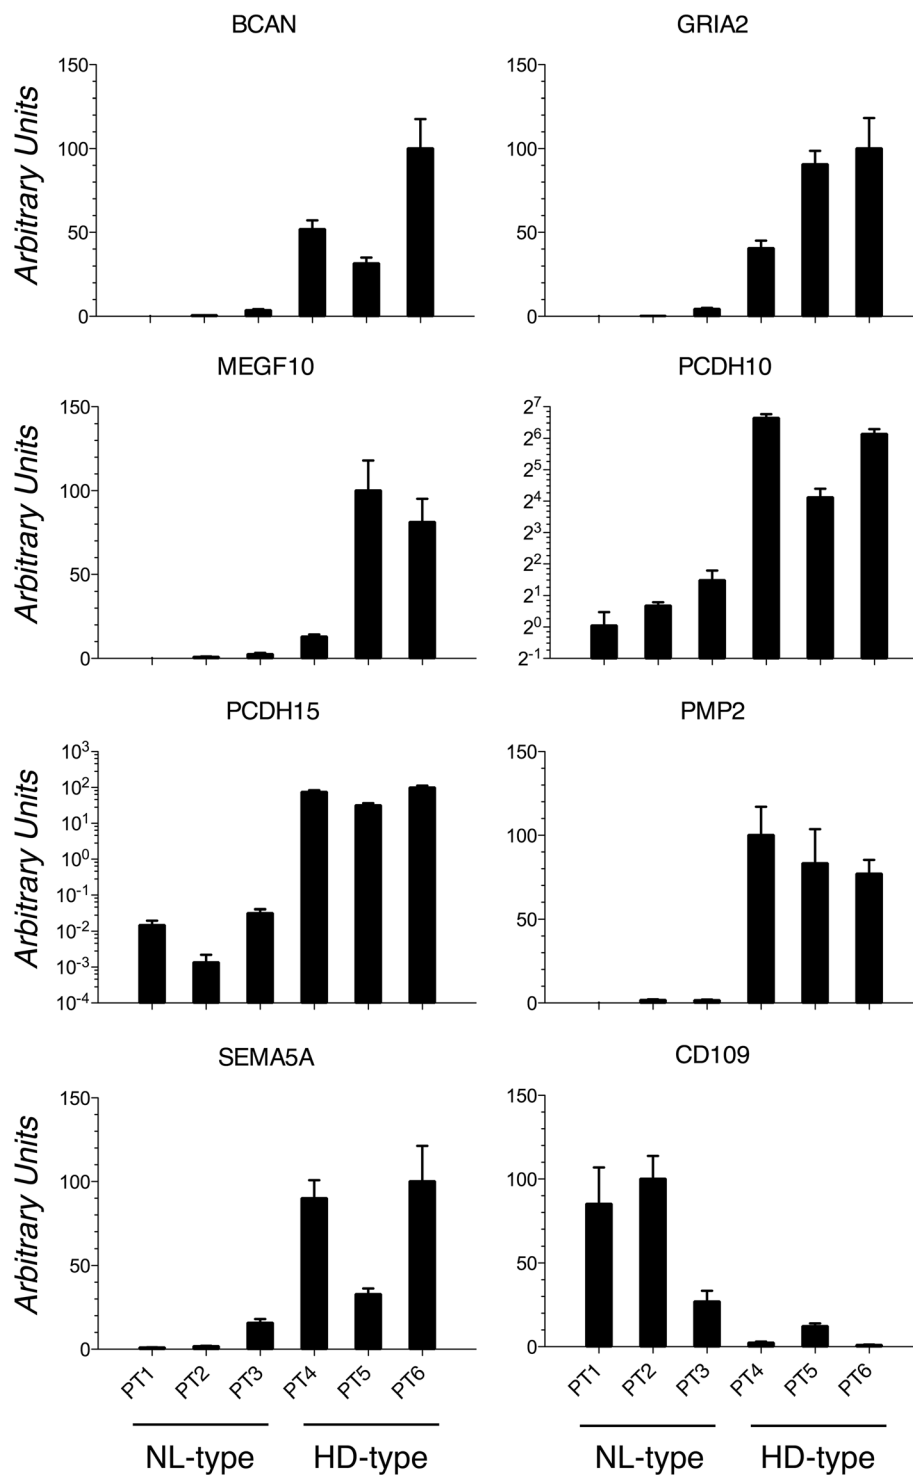 BCAN GRIA2
Arbitrary Units
150 150
100 100
50 50
0 0
MEGF10 PCDH10
Arbitrary Units
150 2^7
2^6
100 2^5
2^4
2^3
50 2^2
2^1
2^0
0 2^-1
PCDH15 PMP2
Arbitrary Units
10^3 150
10^2
10^1 100
10^0
10^-1 50
10^-2
10^-3
10^-4 0
SEMA5A CD109
Arbitrary Units
150 150
100 100
50 50
0 0
PT1 PT2 PT3 PT4 PT5 PT6 PT1 PT2 PT3 PT4 PT5 PT6
NL-type HD-type NL-type HD-type